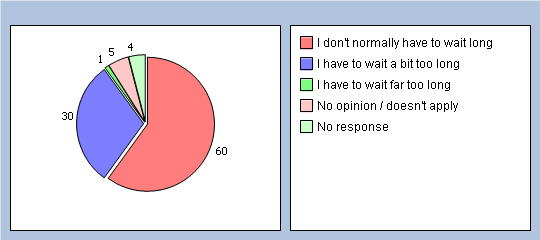 5
4
1
30
60
I don't normally have to wait long
I have to wait a bit too long
I have to wait far too long
No opinion / doesn't apply
No response